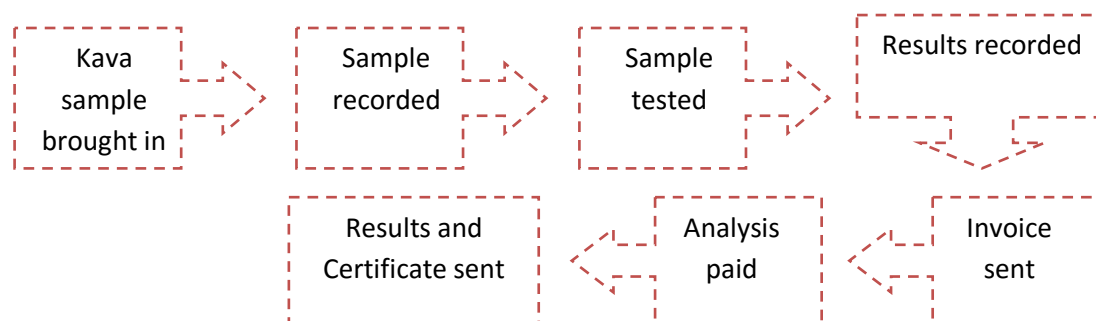 Kava
sample
brought in
Sample
recorded
Sample
tested
Results recorded
Invoice
sent
Analysis
paid
Results and
Certificate sent